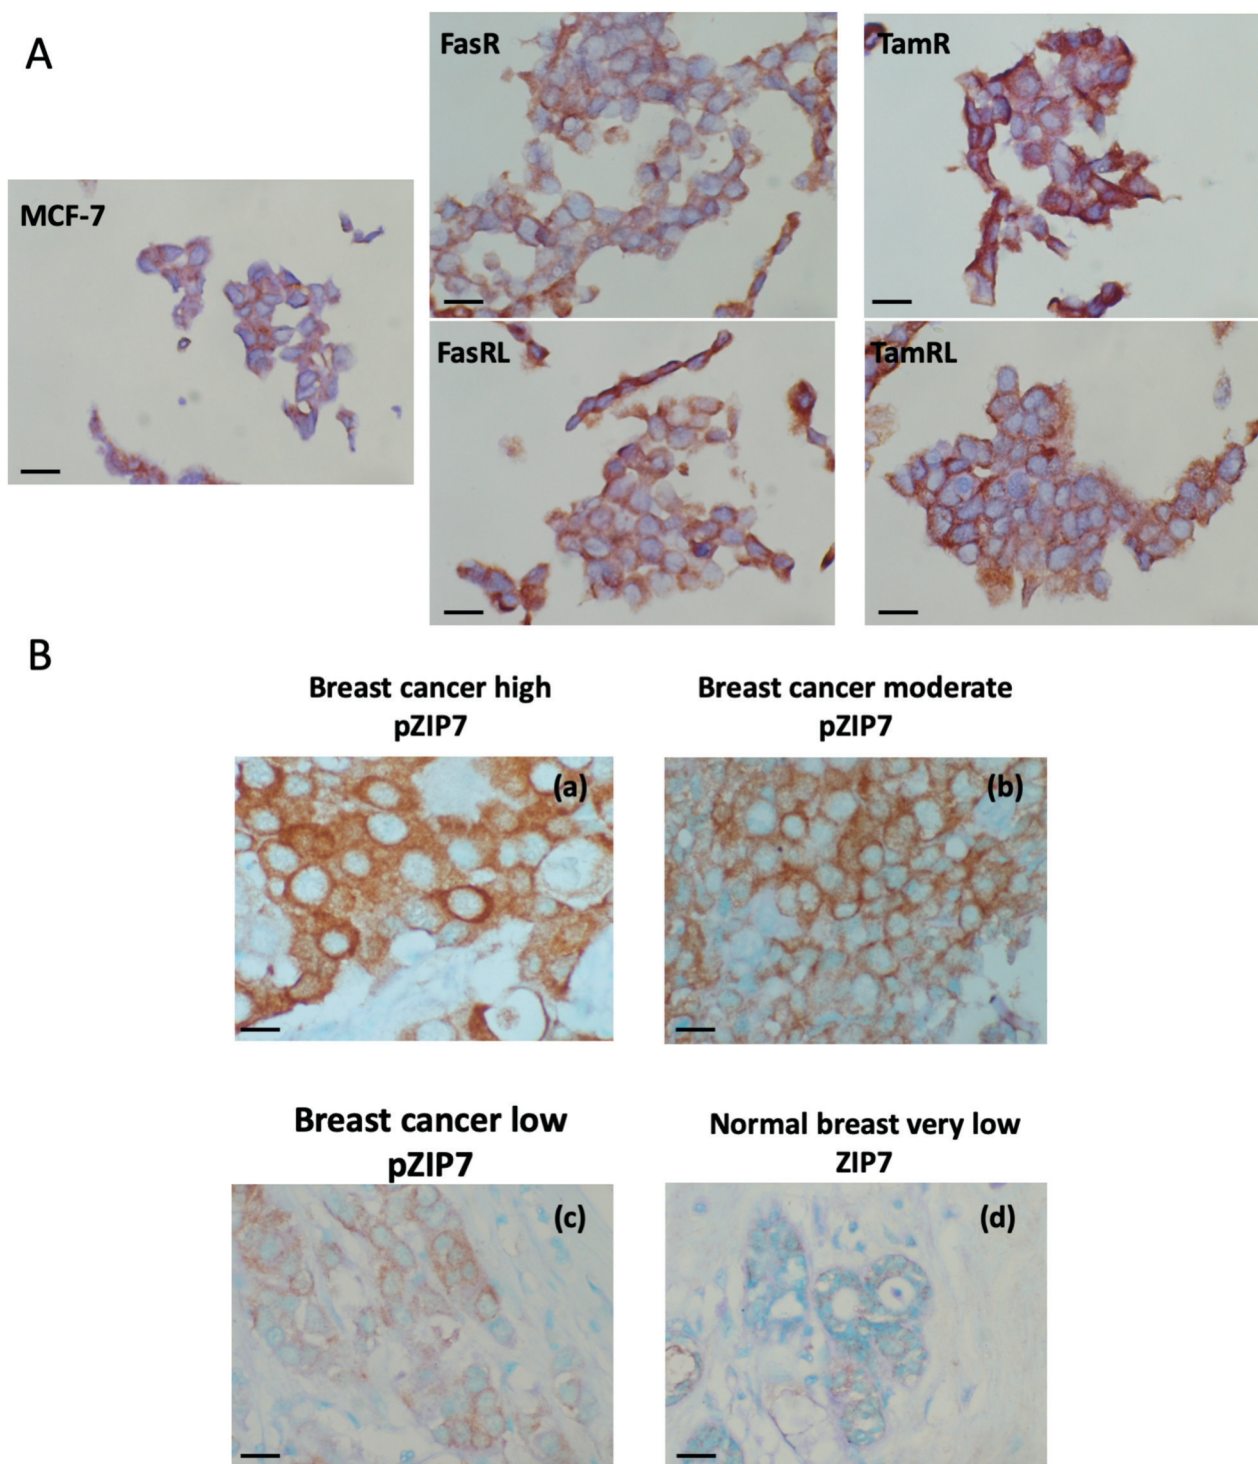 A
MCF-7
FasR
TamR
FasRL
TamRL
B
Breast cancer high
pZIP7
Breast cancer moderate
pZIP7
(a)
(b)
Breast cancer low
pZIP7
Normal breast very low
ZIP7
(c)
(d)